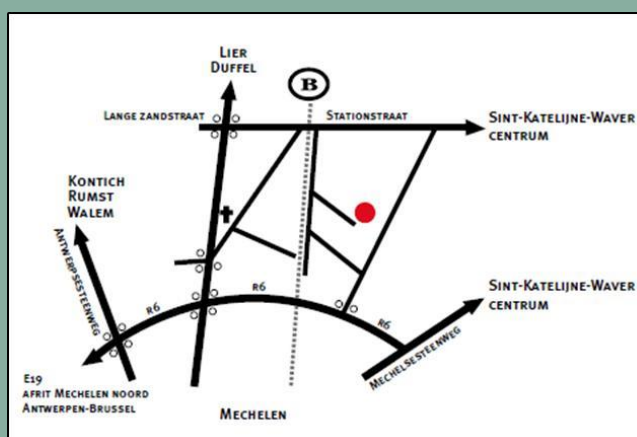 LIER
DUFFEL
B
LANGE ZANDSTRAAT
STATIONSTRAAT
SINT-KATELIJNE-WAVER
CENTRUM
KONTICH
RUMST
WALEM
ANTWERPSESTEENWEG
R6
R6
R6
SINT-KATELIJNE-WAVER
CENTRUM
MECHELSESTEENWEG
E19
AFRIT MECHELEN NOORD
ANTWERPEN-BRUSSEL
MECHELEN